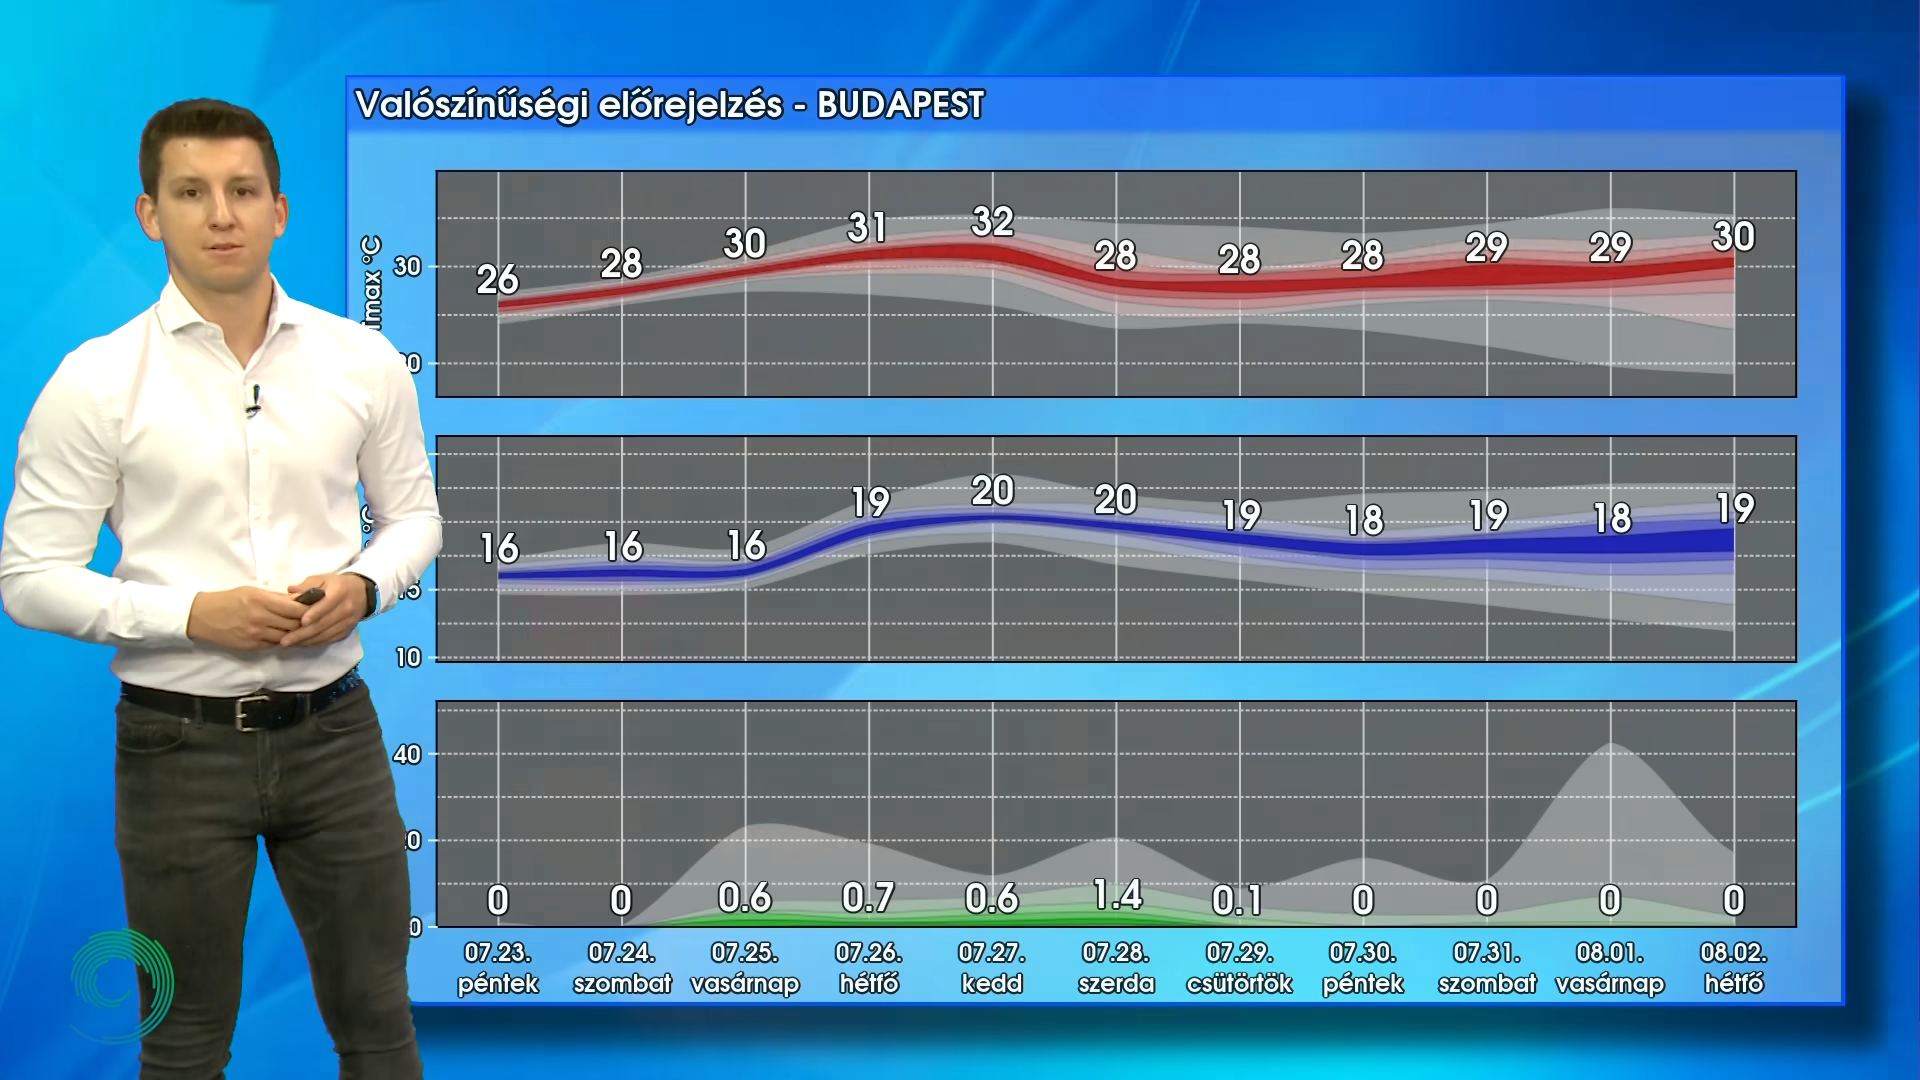 Valószínűségi előrejelzés - BUDAPEST
Tmax °C
30
26 28 30 31 32 28 28 28 29 29 30
°C
10
16 16 16 19 20 20 19 18 19 18 19
40
0
0 0 0.6 0.7 0.6 1.4 0.1 0 0 0 0
07.23. 07.24. 07.25. 07.26. 07.27. 07.28. 07.29. 07.30. 07.31. 08.01. 08.02.
péntek szombat vasárnap hétfő kedd szerda csütörtök péntek szombat vasárnap hétfő